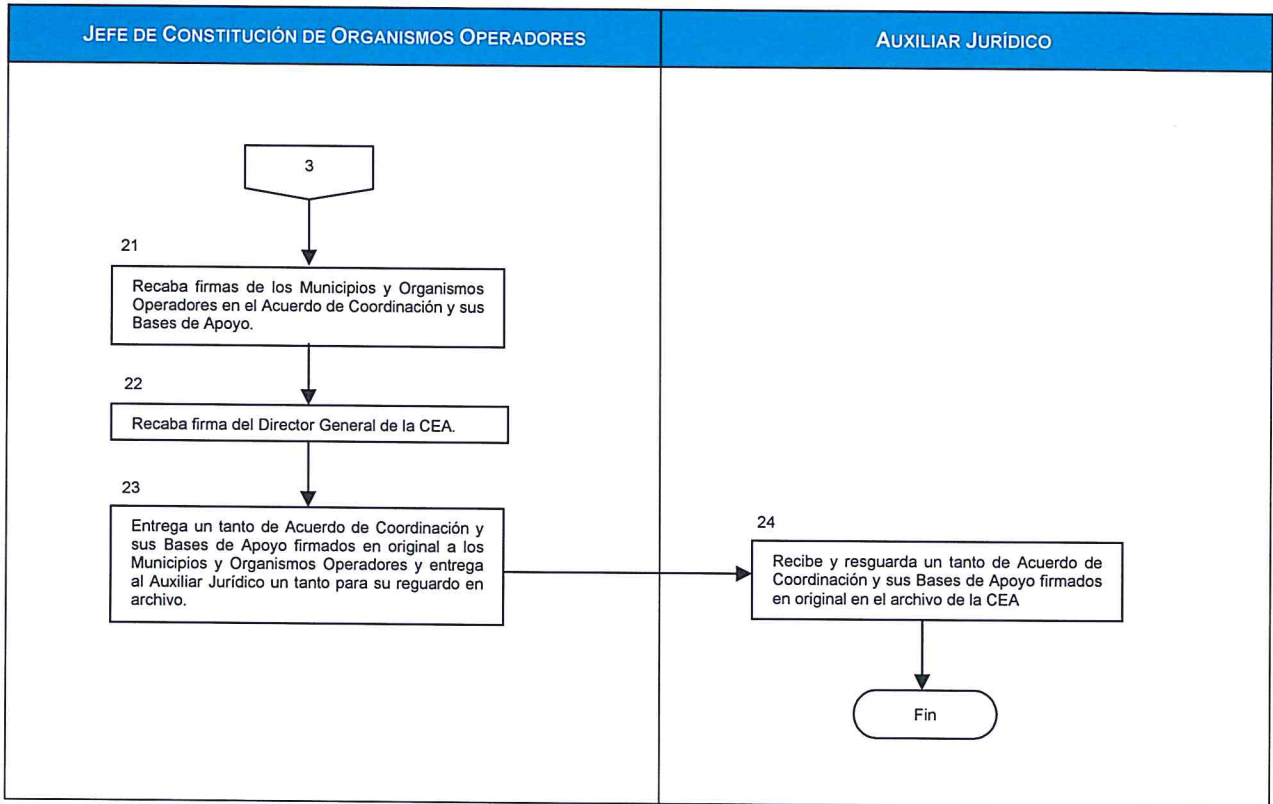 JEFE DE CONSTITUCIÓN DE ORGANISMOS OPERADORES
AUXILIAR JURÍDICO
3
21
Recaba firmas de los Municipios y Organismos
Operadores en el Acuerdo de Coordinación y sus
Bases de Apoyo.
22
Recaba firma del Director General de la CEA.
23
Entrega un tanto de Acuerdo de Coordinación y
sus Bases de Apoyo firmados en original a los
Municipios y Organismos Operadores y entrega
al Auxiliar Jurídico un tanto para su reguardo en
archivo.
24
Recibe y resguarda un tanto de Acuerdo de
Coordinación y sus Bases de Apoyo firmados
en original en el archivo de la CEA
Fin